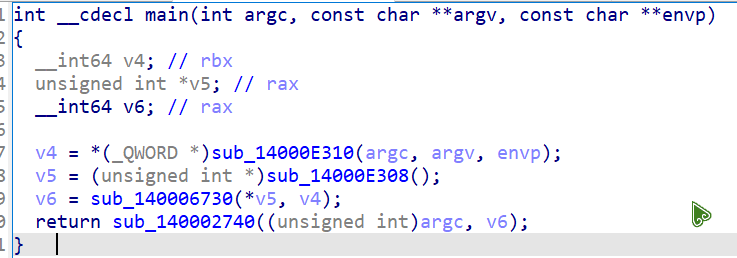 1 int __cdecl main(int argc, const char **argv, const char **envp)
2 {
3   __int64 v4; // rbx
4   unsigned int *v5; // rax
5   __int64 v6; // rax
6
7   v4 = *(_QWORD *)sub_14000E310(argc, argv, envp);
8   v5 = (unsigned int *)sub_14000E308();
9   v6 = sub_140006730(*v5, v4);
0   return sub_140002740((unsigned int)argc, v6);
1 }